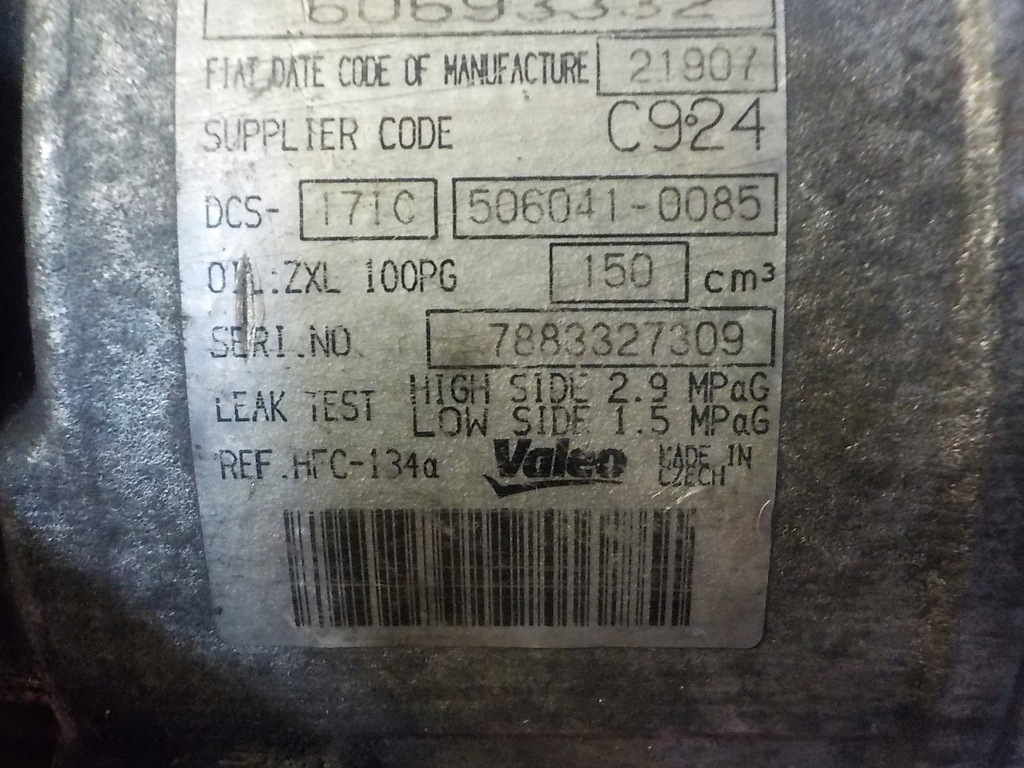 60693332
FIAT DATE CODE OF MANUFACTURE 21907
SUPPLIER CODE C924
DCS- 171C 506041-0085
OIL:ZXL 100PG 150 cm³
SERI.NO. 7883327309
LEAK TEST HIGH SIDE 2.9 MPaG
LOW SIDE 1.5 MPaG
REF.HFC-134a Valeo MADE IN CZECH